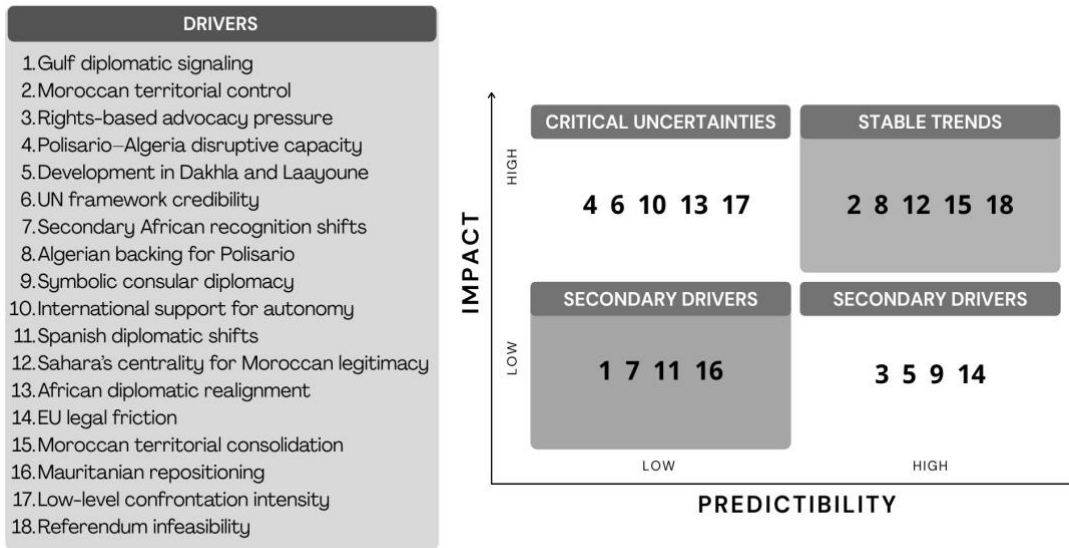 DRIVERS
1.Gulf diplomatic signaling
2.Moroccan territorial control
3.Rights-based advocacy pressure
4.Polisario–Algeria disruptive capacity
5.Development in Dakhla and Laayoune
6.UN framework credibility
7.Secondary African recognition shifts
8.Algerian backing for Polisario
9.Symbolic consular diplomacy
10.International support for autonomy
11.Spanish diplomatic shifts
12.Sahara's centrality for Moroccan legitimacy
13.African diplomatic realignment
14.EU legal friction
15.Moroccan territorial consolidation
16.Mauritanian repositioning
17.Low-level confrontation intensity
18.Referendum infeasibility
IMPACT
HIGH
LOW
CRITICAL UNCERTAINTIES
4 6 10 13 17
STABLE TRENDS
2 8 12 15 18
SECONDARY DRIVERS
1 7 11 16
SECONDARY DRIVERS
3 5 9 14
LOW
HIGH
PREDICTIBILITY